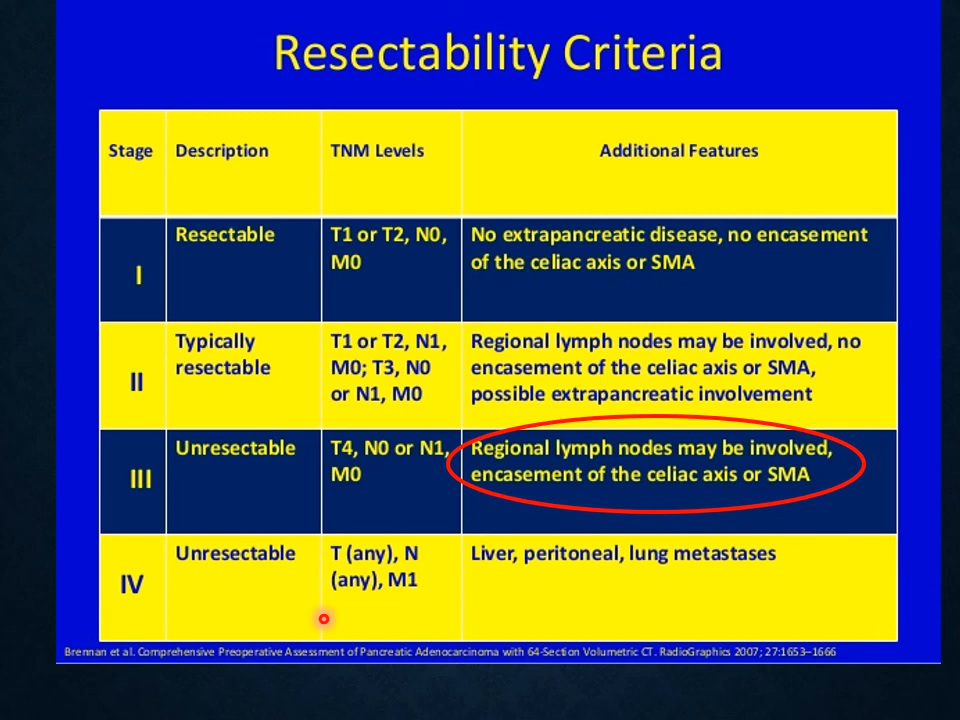 Resectability Criteria
Stage
Description
TNM Levels
Additional Features
I
Resectable
T1 or T2, N0,
M0
No extrapancreatic disease, no encasement
of the celiac axis or SMA
II
Typically
resectable
T1 or T2, N1,
M0; T3, N0
or N1, M0
Regional lymph nodes may be involved, no
encasement of the celiac axis or SMA,
possible extrapancreatic involvement
III
Unresectable
T4, N0 or N1,
M0
Regional lymph nodes may be involved,
encasement of the celiac axis or SMA
IV
Unresectable
T (any), N
(any), M1
Liver, peritoneal, lung metastases
Brennan et al. Comprehensive Preoperative Assessment of Pancreatic Adenocarcinoma with 64-Section Volumetric CT. RadioGraphics 2007; 27:1653–1666